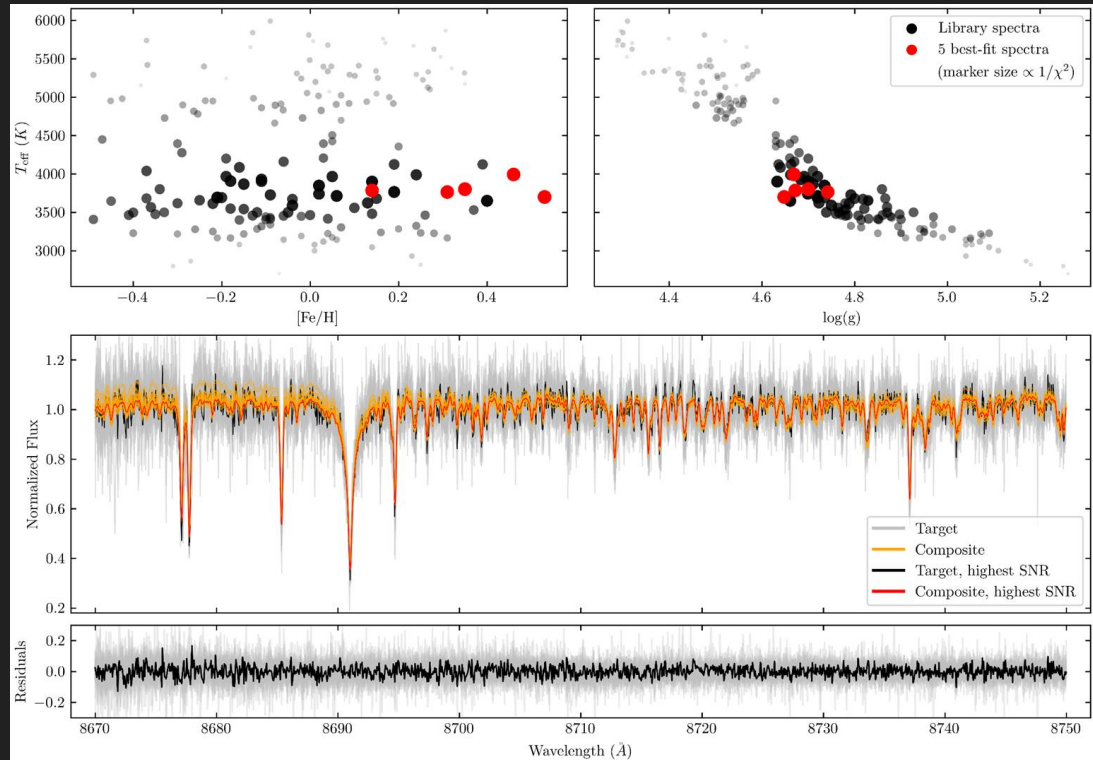 6000
5500
5000
4500
4000
3500
3000
T_eff (K)
−0.4
−0.2
0.0
0.2
0.4
[Fe/H]
Library spectra
5 best-fit spectra
(marker size ∝ 1/χ²)
4.4
4.6
4.8
5.0
5.2
log(g)
1.2
1.0
0.8
0.6
0.4
0.2
Normalized Flux
Target
Composite
Target, highest SNR
Composite, highest SNR
0.2
0.0
−0.2
Residuals
8670
8680
8690
8700
8710
8720
8730
8740
8750
Wavelength (Å)